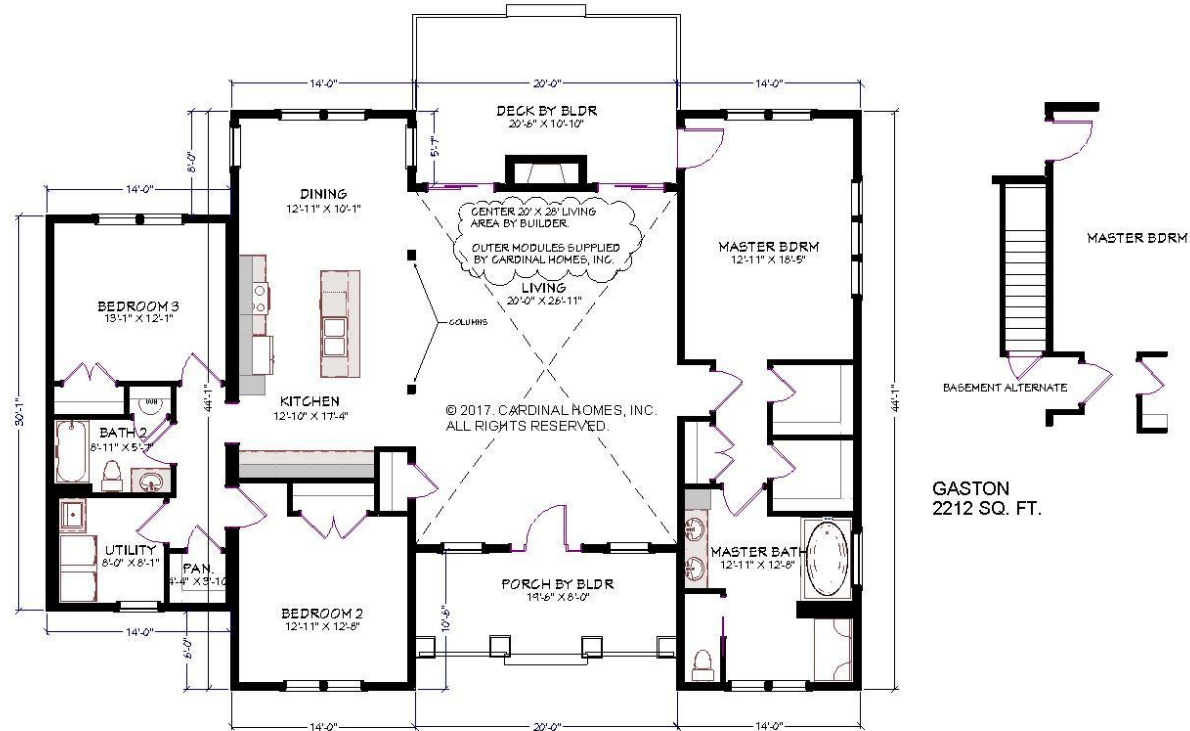 14'-0"
20'-0"
14'-0"
DECK BY BLDR
20'-6" X 10'-10"
8'-0"
5'-7"
14'-0"
DINING
12'-11" X 10'-1"
CENTER 20' X 28' LIVING
AREA BY BUILDER.
OUTER MODULES SUPPLIED
BY CARDINAL HOMES, INC.
LIVING
20'-0" X 26'-11"
MASTER BDRM
12'-11" X 18'-5"
MASTER BDRM
BEDROOM 3
13'-1" X 12'-1"
COLUMNS
BASEMENT ALTERNATE
30'-1"
44'-1"
44'-1"
KITCHEN
12'-10" X 17'-4"
© 2017. CARDINAL HOMES, INC.
ALL RIGHTS RESERVED.
WH
BATH 2
8'-11" X 5'-7"
GASTON
2212 SQ. FT.
UTILITY
8'-0" X 8'-1"
PAN.
4'-4" X 3'-10"
MASTER BATH
12'-11" X 12'-8"
PORCH BY BLDR
19'-6" X 8'-0"
BEDROOM 2
12'-11" X 12'-8"
10'-6"
14'-0"
6'-0"
14'-0"
20'-0"
14'-0"